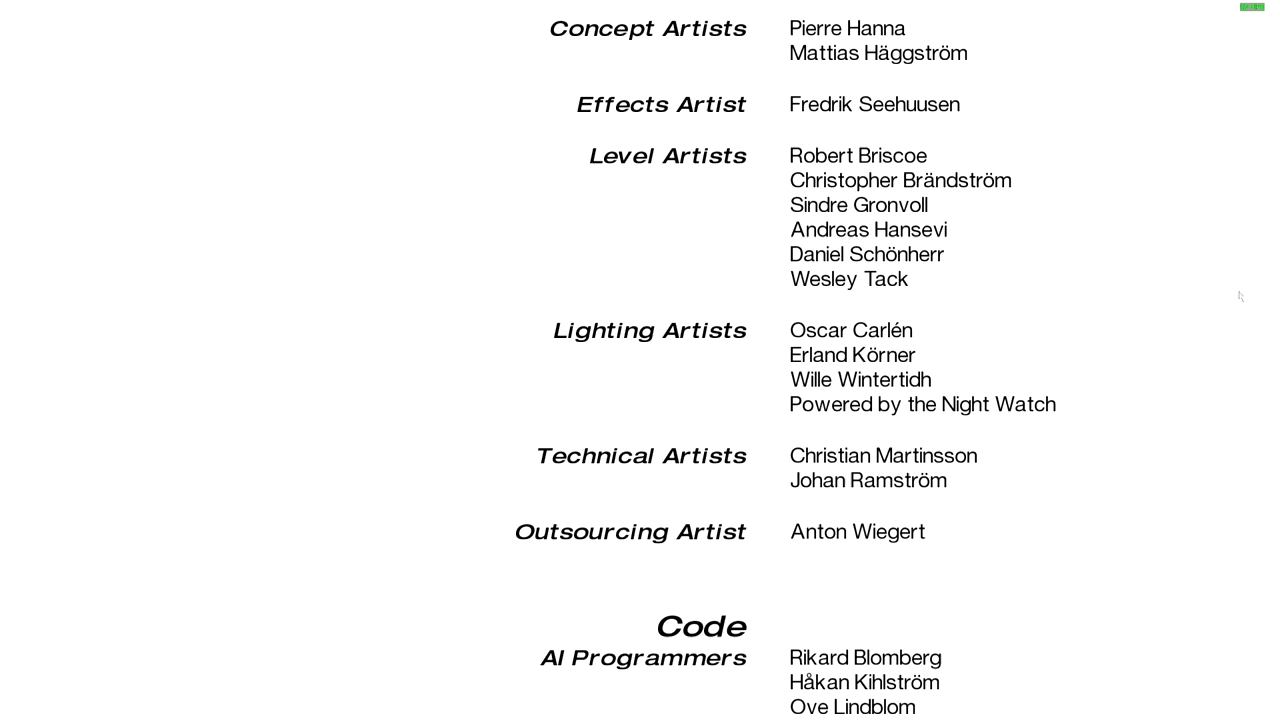 Concept Artists Pierre Hanna
Mattias Häggström
Effects Artist Fredrik Seehuusen
Level Artists Robert Briscoe
Christopher Brändström
Sindre Gronvoll
Andreas Hansevi
Daniel Schönherr
Wesley Tack
Lighting Artists Oscar Carlén
Erland Körner
Wille Wintertidh
Powered by the Night Watch
Technical Artists Christian Martinsson
Johan Ramström
Outsourcing Artist Anton Wiegert
Code
AI Programmers Rikard Blomberg
Håkan Kihlström
Ove Lindblom